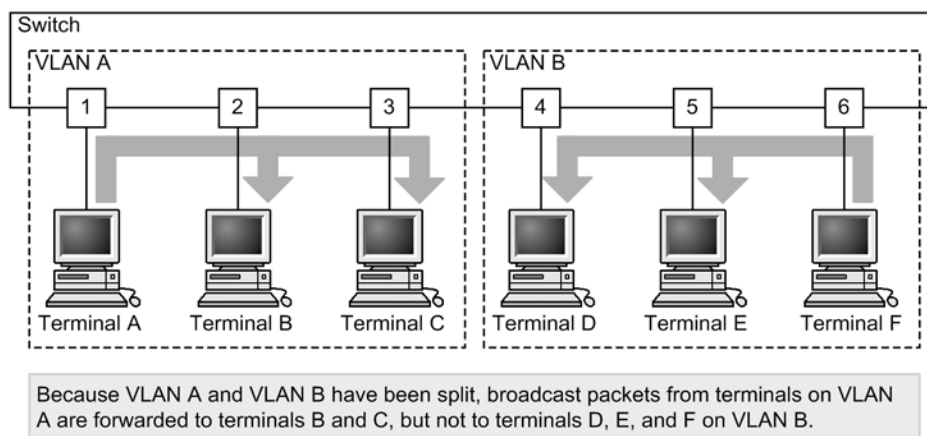 Switch
VLAN A
VLAN B
1 2 3 4 5 6
Terminal A Terminal B Terminal C Terminal D Terminal E Terminal F
Because VLAN A and VLAN B have been split, broadcast packets from terminals on VLAN
A are forwarded to terminals B and C, but not to terminals D, E, and F on VLAN B.